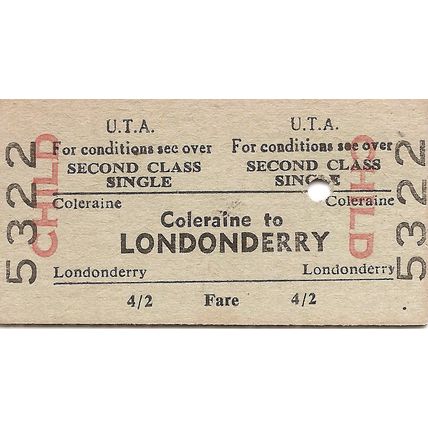 U.T.A. U.T.A.
For conditions see over For conditions see over
SECOND CLASS SECOND CLASS
SINGLE SINGLE
Coleraine Coleraine
Coleraine to
LONDONDERRY
Londonderry Londonderry
4/2 Fare 4/2
5322
CHILD
CHILD
5322